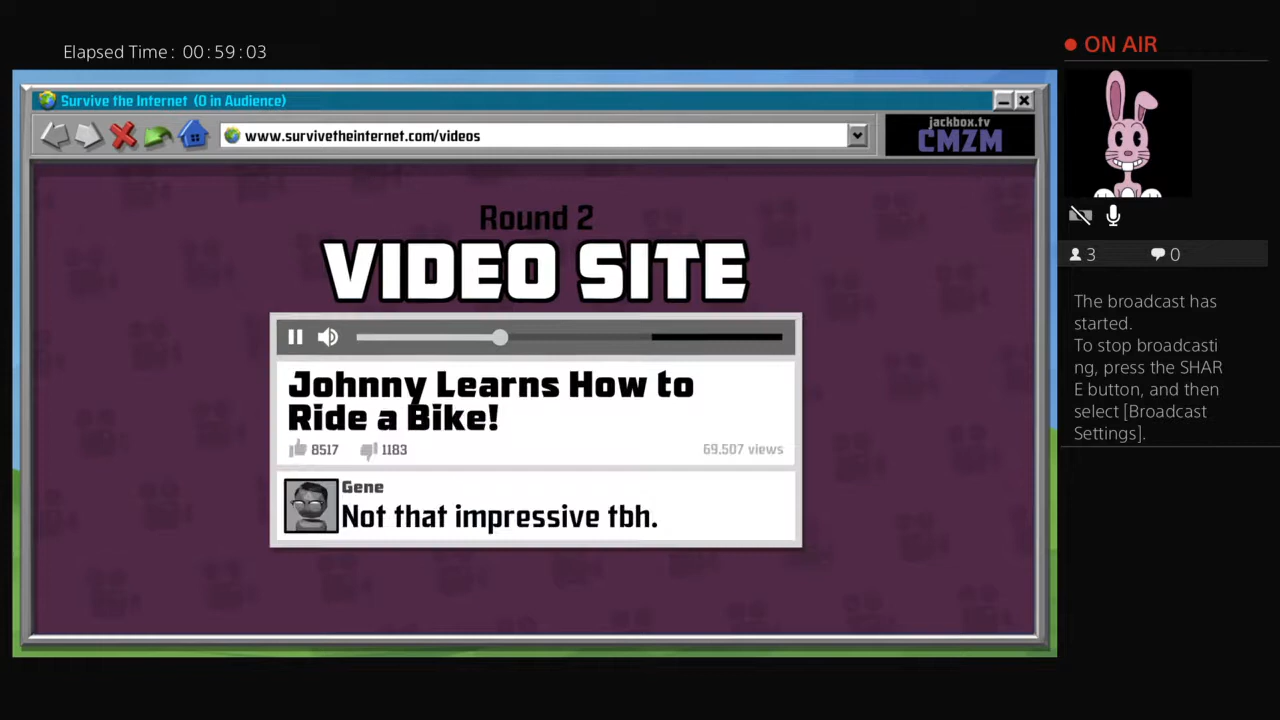 Elapsed Time: 00:59:03
ON AIR
Survive the Internet (0 in Audience)
www.survivetheinternet.com/videos
jackbox.tv
CMZM
Round 2
VIDEO SITE
Johnny Learns How to
Ride a Bike!
8517 1183 69,507 views
Gene
Not that impressive tbh.
3 0
The broadcast has
started.
To stop broadcasti
ng, press the SHAR
E button, and then
select [Broadcast
Settings].